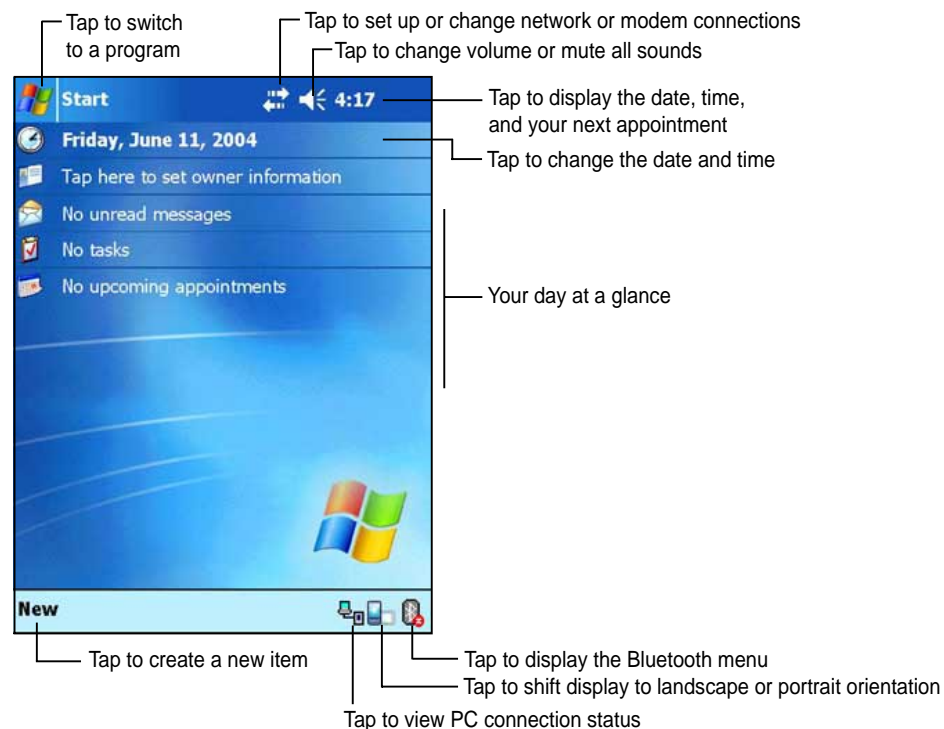 Tap to switch
to a program
Tap to set up or change network or modem connections
Tap to change volume or mute all sounds
Start
4:17
Tap to display the date, time,
and your next appointment
Friday, June 11, 2004
Tap to change the date and time
Tap here to set owner information
No unread messages
No tasks
No upcoming appointments
Your day at a glance
New
Tap to create a new item
Tap to display the Bluetooth menu
Tap to shift display to landscape or portrait orientation
Tap to view PC connection status